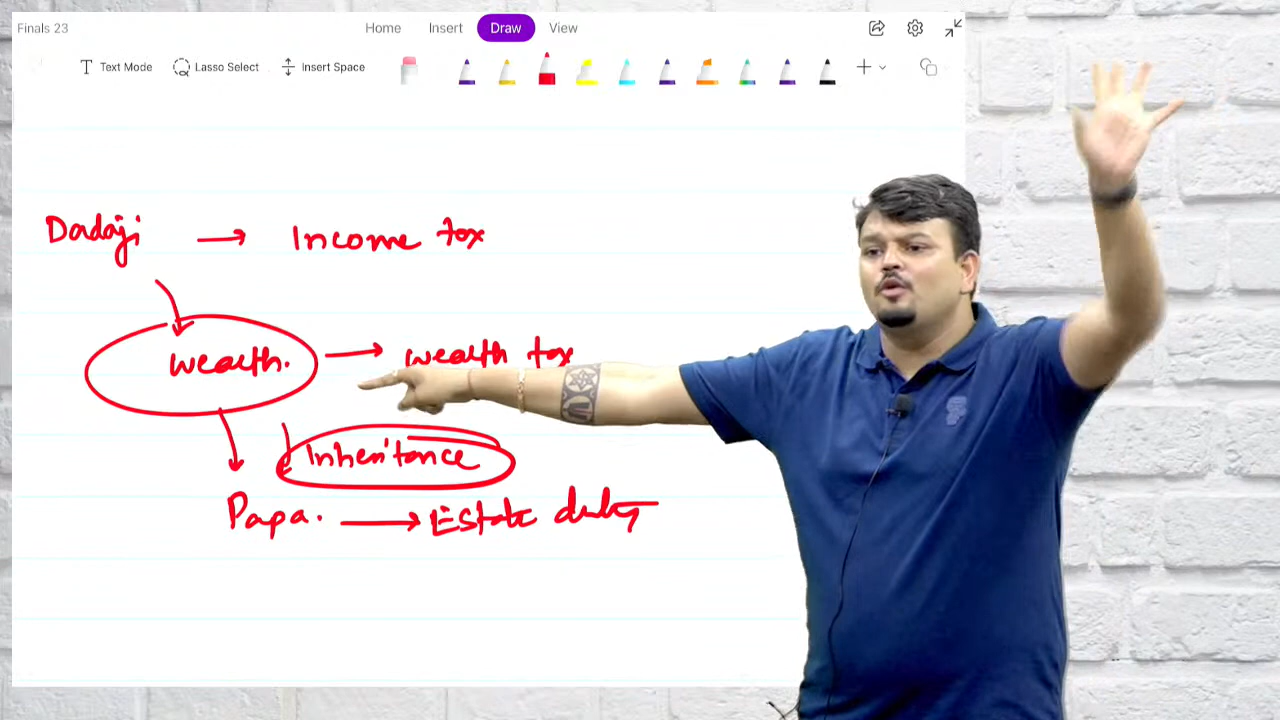 Finals 23
Home Insert Draw View
Text Mode Lasso Select Insert Space
Dadaji → Income tax
Wealth. → Wealth tax
Inheritance
Papa. → Estate duty